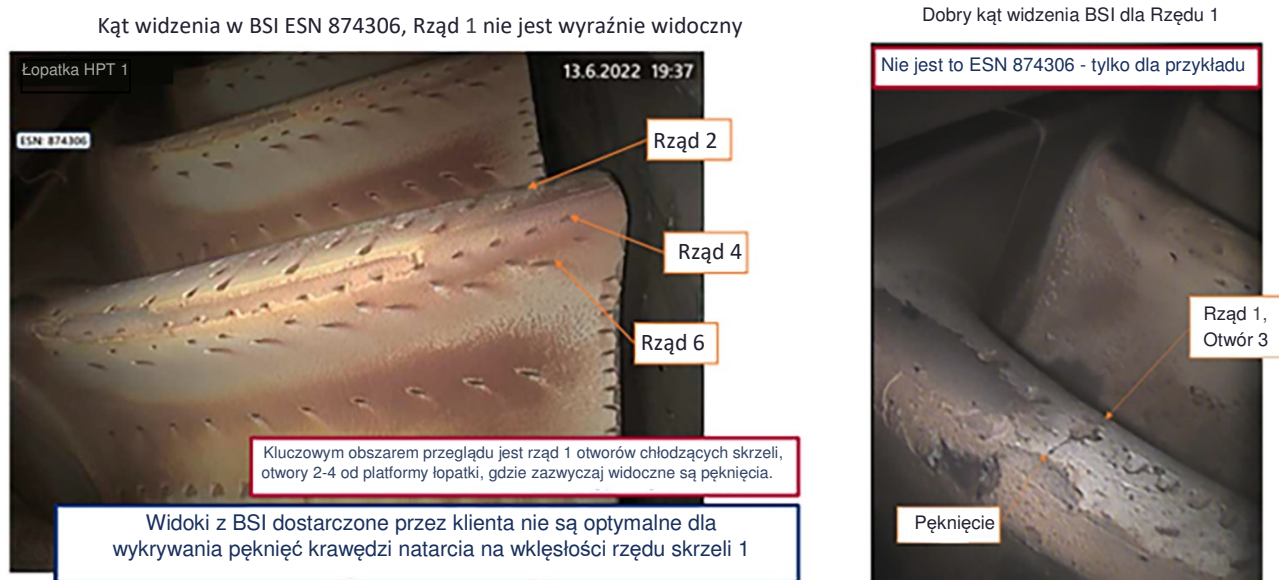 Kąt widzenia w BSI ESN 874306, Rząd 1 nie jest wyraźnie widoczny
Dobry kąt widzenia BSI dla Rzędu 1
Łopatka HPT 1
13.6.2022 19:37
Nie jest to ESN 874306 - tylko dla przykładu
ESN: 874306
Rząd 2
Rząd 4
Rząd 6
Rząd 1,
Otwór 3
Kluczowym obszarem przeglądu jest rząd 1 otworów chłodzących skrzeli,
otwory 2-4 od platformy łopatki, gdzie zazwyczaj widoczne są pęknięcia.
Pęknięcie
Widoki z BSI dostarczone przez klienta nie są optymalne dla
wykrywania pęknięć krawędzi natarcia na wklęsłości rzędu skrzeli 1